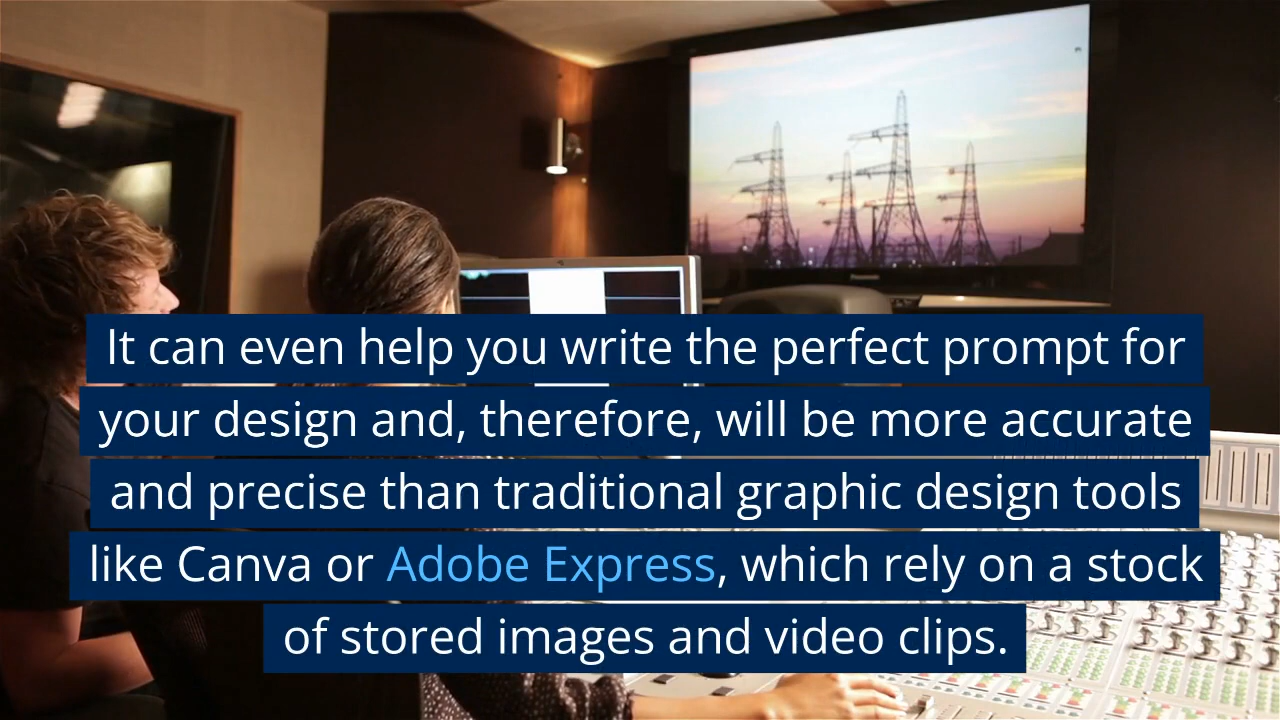 It can even help you write the perfect prompt for
your design and, therefore, will be more accurate
and precise than traditional graphic design tools
like Canva or Adobe Express, which rely on a stock
of stored images and video clips.